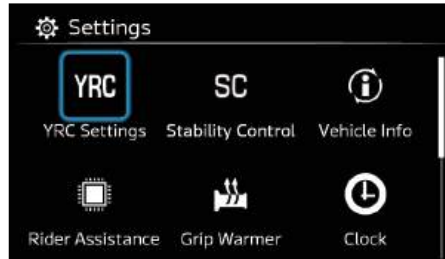 Settings
YRC SC
YRC Settings Stability Control Vehicle Info
Rider Assistance Grip Warmer Clock